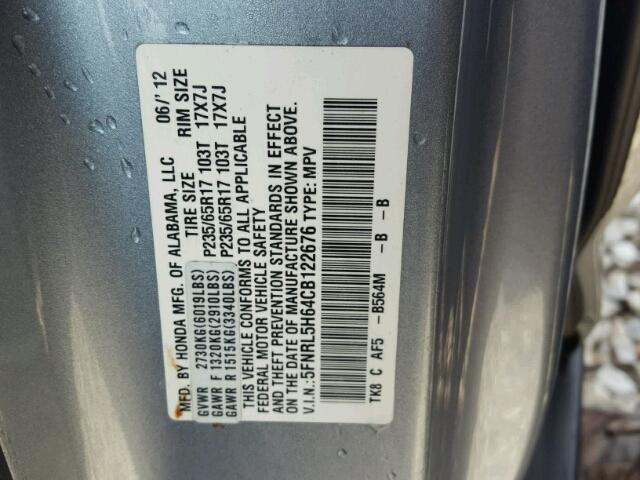 MFD. BY HONDA MFG. OF ALABAMA, LLC 06/'12
TIRE SIZE RIM SIZE
GVWR 2730KG(6019LBS)
GAWR F 1320KG(2910LBS) P235/65R17 103T 17X7J
GAWR R 1515KG(3340LBS) P235/65R17 103T 17X7J
THIS VEHICLE CONFORMS TO ALL APPLICABLE
FEDERAL MOTOR VEHICLE SAFETY
AND THEFT PREVENTION STANDARDS IN EFFECT
ON THE DATE OF MANUFACTURE SHOWN ABOVE.
V.I.N.:5FNRL5H64CB122676 TYPE: MPV
TK8 C AF5 -B564M -B -B